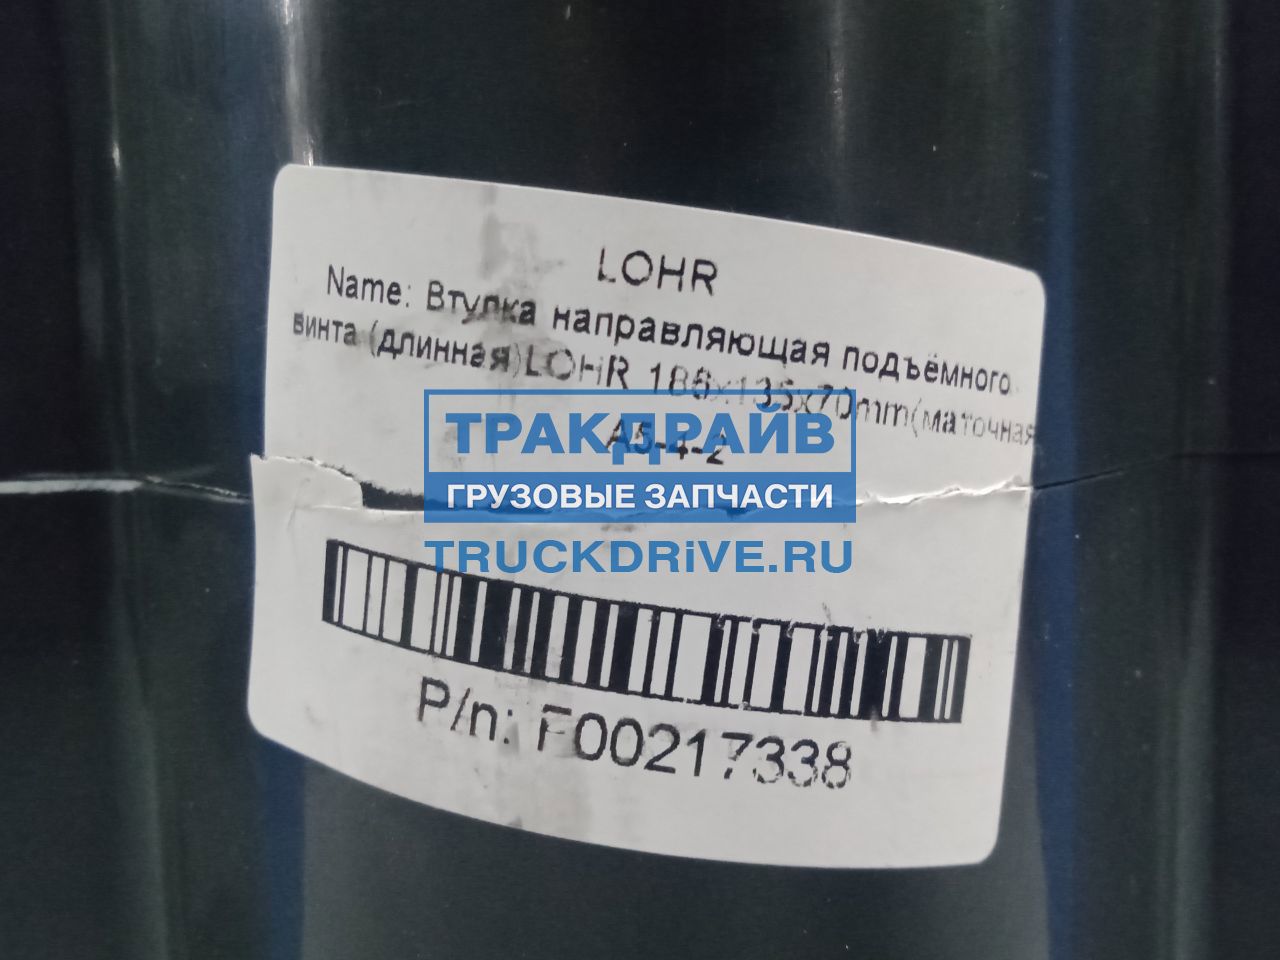 LOHR
Name: Втулка направляющая подъёмного
винта (длинная)LOHR 186x135x70mm(маточная
A5-4-2
ТРАКДРАЙВ
ГРУЗОВЫЕ ЗАПЧАСТИ
TRUCKDRiVE.RU
P/n: F00217338